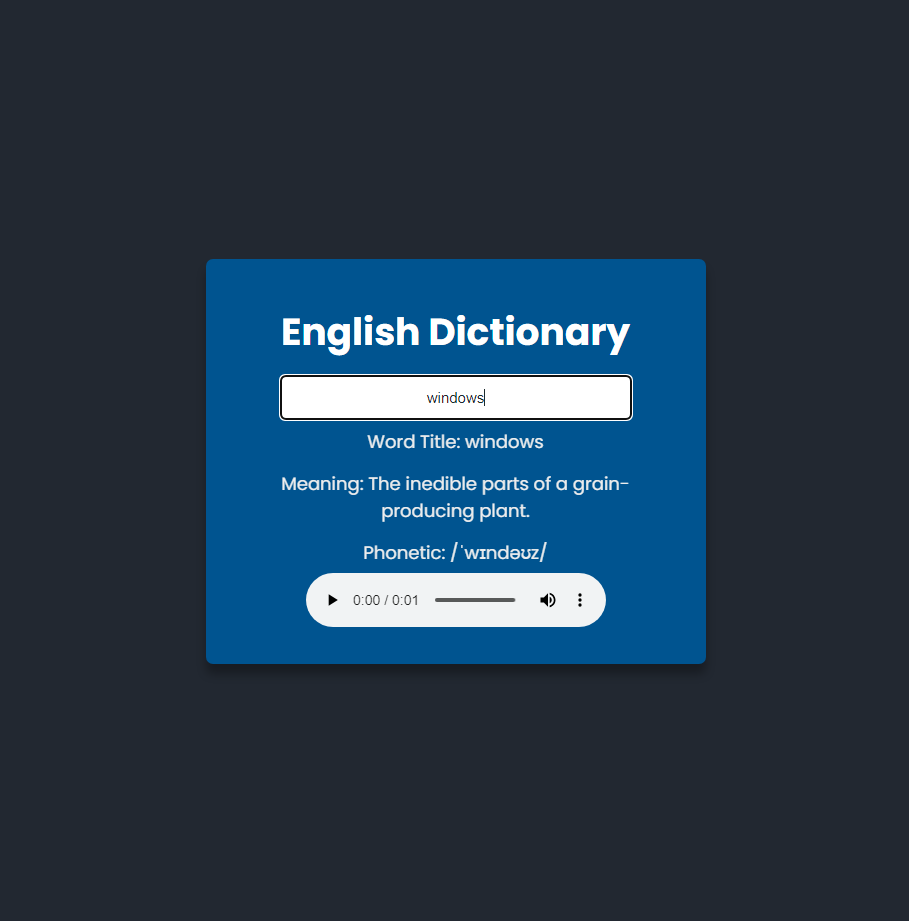 English Dictionary
windows
Word Title: windows
Meaning: The inedible parts of a grain-
producing plant.
Phonetic: /ˈwɪndəʊz/
0:00 / 0:01